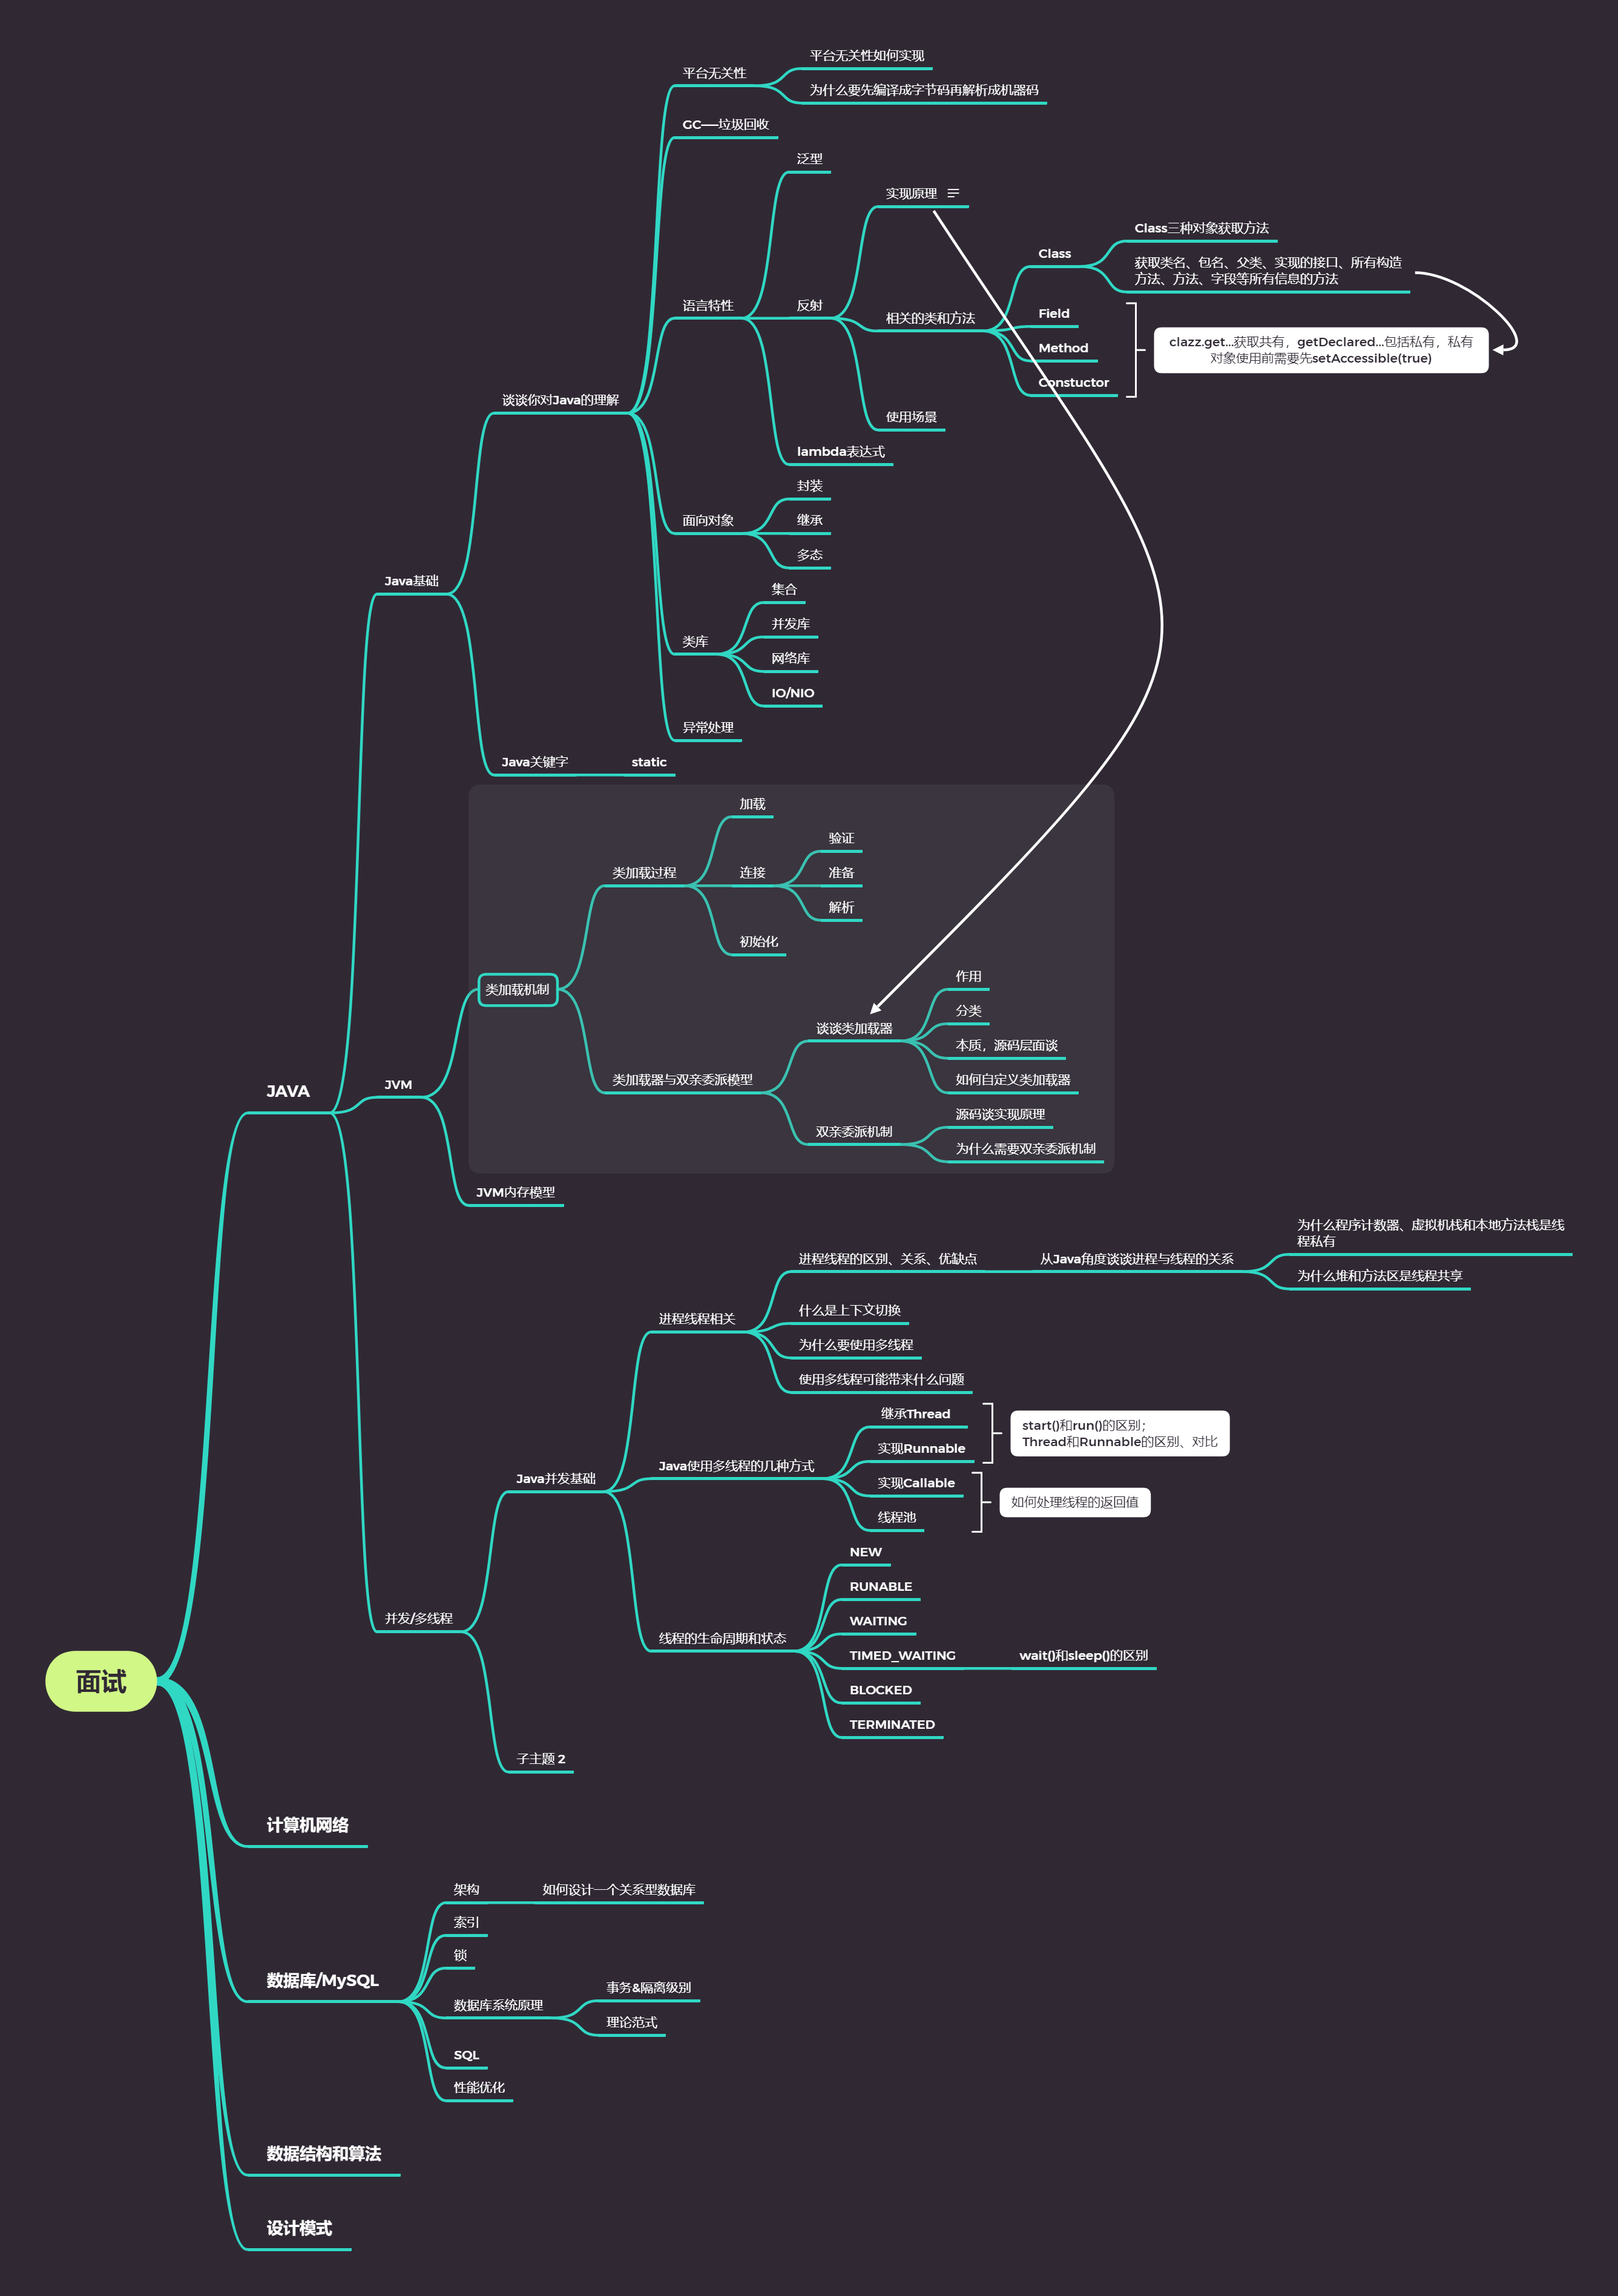 平台无关性如何实现
平台无关性
为什么要先编译成字节码再解析成机器码
GC——垃圾回收
泛型
实现原理
Class三种对象获取方法
Class
获取类名、包名、父类、实现的接口、所有构造
方法、方法、字段等所有信息的方法
语言特性
反射
相关的类和方法
Field
Method
Constuctor
clazz.get...获取共有，getDeclared...包括私有，私有
对象使用前需要先setAccessible(true)
使用场景
lambda表达式
谈谈你对Java的理解
封装
面向对象
继承
多态
Java基础
集合
并发库
类库
网络库
IO/NIO
异常处理
Java关键字
static
加载
验证
类加载过程
连接
准备
解析
初始化
类加载机制
作用
分类
谈谈类加载器
本质，源码层面谈
如何自定义类加载器
类加载器与双亲委派模型
源码谈实现原理
双亲委派机制
为什么需要双亲委派机制
JAVA
JVM
JVM内存模型
为什么程序计数器、虚拟机栈和本地方法栈是线
程私有
进程线程的区别、关系、优缺点
从Java角度谈谈进程与线程的关系
为什么堆和方法区是线程共享
进程线程相关
什么是上下文切换
为什么要使用多线程
使用多线程可能带来什么问题
继承Thread
start()和run()的区别；
Thread和Runnable的区别、对比
实现Runnable
Java使用多线程的几种方式
Java并发基础
实现Callable
如何处理线程的返回值
线程池
NEW
RUNABLE
WAITING
并发/多线程
线程的生命周期和状态
TIMED_WAITING
wait()和sleep()的区别
BLOCKED
TERMINATED
面试
子主题 2
计算机网络
架构
如何设计一个关系型数据库
索引
锁
数据库/MySQL
事务&隔离级别
数据库系统原理
理论范式
SQL
性能优化
数据结构和算法
设计模式